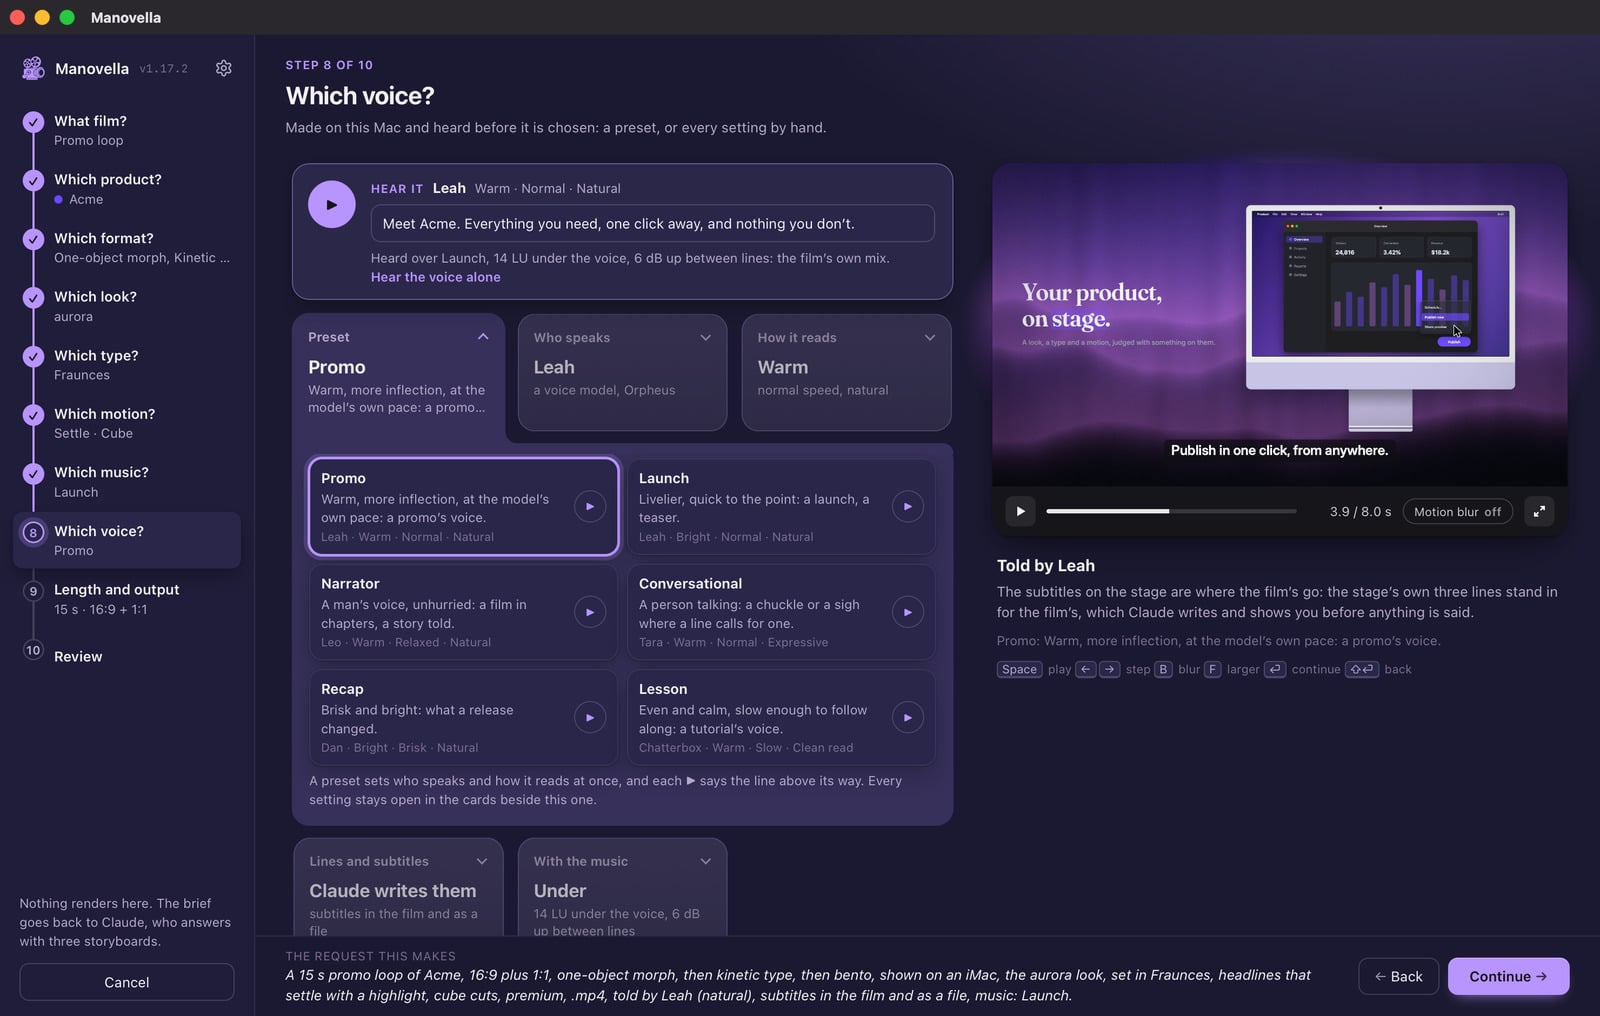 Manovella
Manovella v1.17.2
What film?
Promo loop
Which product?
Acme
Which format?
One-object morph, Kinetic ...
Which look?
aurora
Which type?
Fraunces
Which motion?
Settle · Cube
Which music?
Launch
8 Which voice?
Promo
9 Length and output
15 s · 16:9 + 1:1
10 Review
Nothing renders here. The brief
goes back to Claude, who answers
with three storyboards.
Cancel
STEP 8 OF 10
Which voice?
Made on this Mac and heard before it is chosen: a preset, or every setting by hand.
HEAR IT Leah Warm · Normal · Natural
Meet Acme. Everything you need, one click away, and nothing you don’t.
Heard over Launch, 14 LU under the voice, 6 dB up between lines: the film’s own mix.
Hear the voice alone
Preset
Promo
Warm, more inflection, at the
model’s own pace: a promo...
Who speaks
Leah
a voice model, Orpheus
How it reads
Warm
normal speed, natural
Promo
Warm, more inflection, at the model’s
own pace: a promo’s voice.
Leah · Warm · Normal · Natural
Launch
Livelier, quick to the point: a launch, a
teaser.
Leah · Bright · Normal · Natural
Narrator
A man’s voice, unhurried: a film in
chapters, a story told.
Leo · Warm · Relaxed · Natural
Conversational
A person talking: a chuckle or a sigh
where a line calls for one.
Tara · Warm · Normal · Expressive
Recap
Brisk and bright: what a release
changed.
Dan · Bright · Brisk · Natural
Lesson
Even and calm, slow enough to follow
along: a tutorial’s voice.
Chatterbox · Warm · Slow · Clean read
A preset sets who speaks and how it reads at once, and each ▶ says the line above its way. Every
setting stays open in the cards beside this one.
Lines and subtitles
Claude writes them
subtitles in the film and as a
file
With the music
Under
14 LU under the voice, 6 dB
up between lines
Your product,
on stage.
A look, a type and a motion, judged with something on them.
Overview
24,816
3.42%
$18.2k
Publish now
Publish
Publish in one click, from anywhere.
3.9 / 8.0 s Motion blur off
Told by Leah
The subtitles on the stage are where the film’s go: the stage’s own three lines stand in
for the film’s, which Claude writes and shows you before anything is said.
Promo: Warm, more inflection, at the model’s own pace: a promo’s voice.
Space play ← → step B blur F larger ⏎ continue ⇧⏎ back
THE REQUEST THIS MAKES
A 15 s promo loop of Acme, 16:9 plus 1:1, one-object morph, then kinetic type, then bento, shown on an iMac, the aurora look, set in Fraunces, headlines that
settle with a highlight, cube cuts, premium, .mp4, told by Leah (natural), subtitles in the film and as a file, music: Launch.
← Back
Continue →